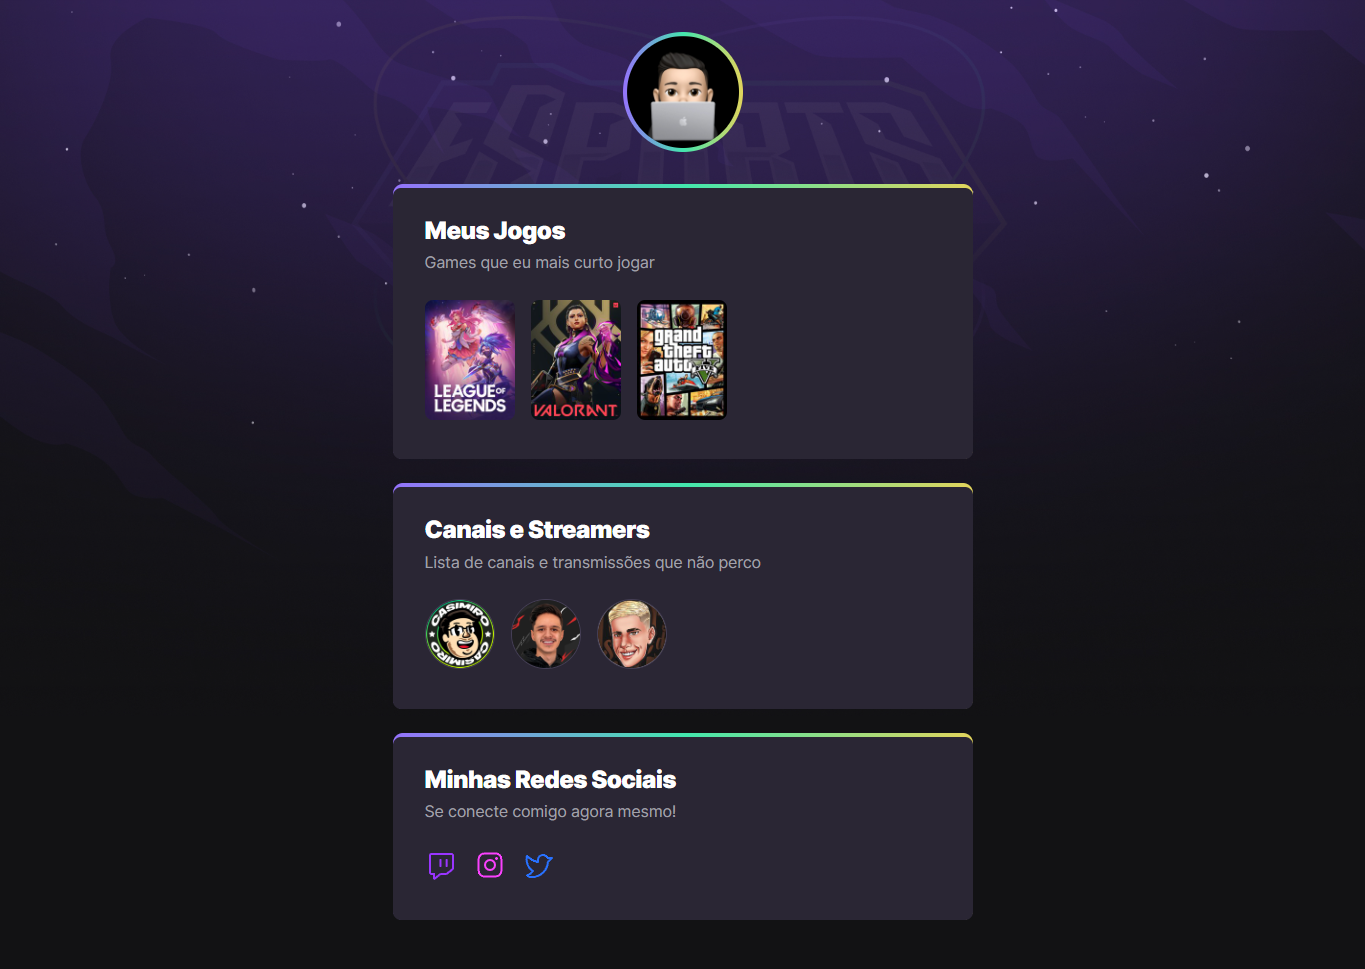 ESPORTS
Meus Jogos
Games que eu mais curto jogar
LEAGUE OF
LEGENDS
VALORANT
grand
theft
auto
FIVE
Canais e Streamers
Lista de canais e transmissões que não perco
CASIMIRO
CASIMIRO
Minhas Redes Sociais
Se conecte comigo agora mesmo!